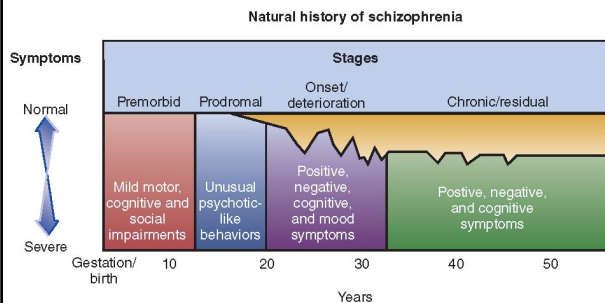 Natural history of schizophrenia
Symptoms
Stages
Normal
Severe
Premorbid
Prodromal
Onset/
deterioration
Chronic/residual
Mild motor,
cognitive and
social
impairments
Unusual
psychotic-
like
behaviors
Positive,
negative,
cognitive,
and mood
symptoms
Postive, negative,
and cognitive
symptoms
Gestation/
birth
10
20
30
40
50
Years